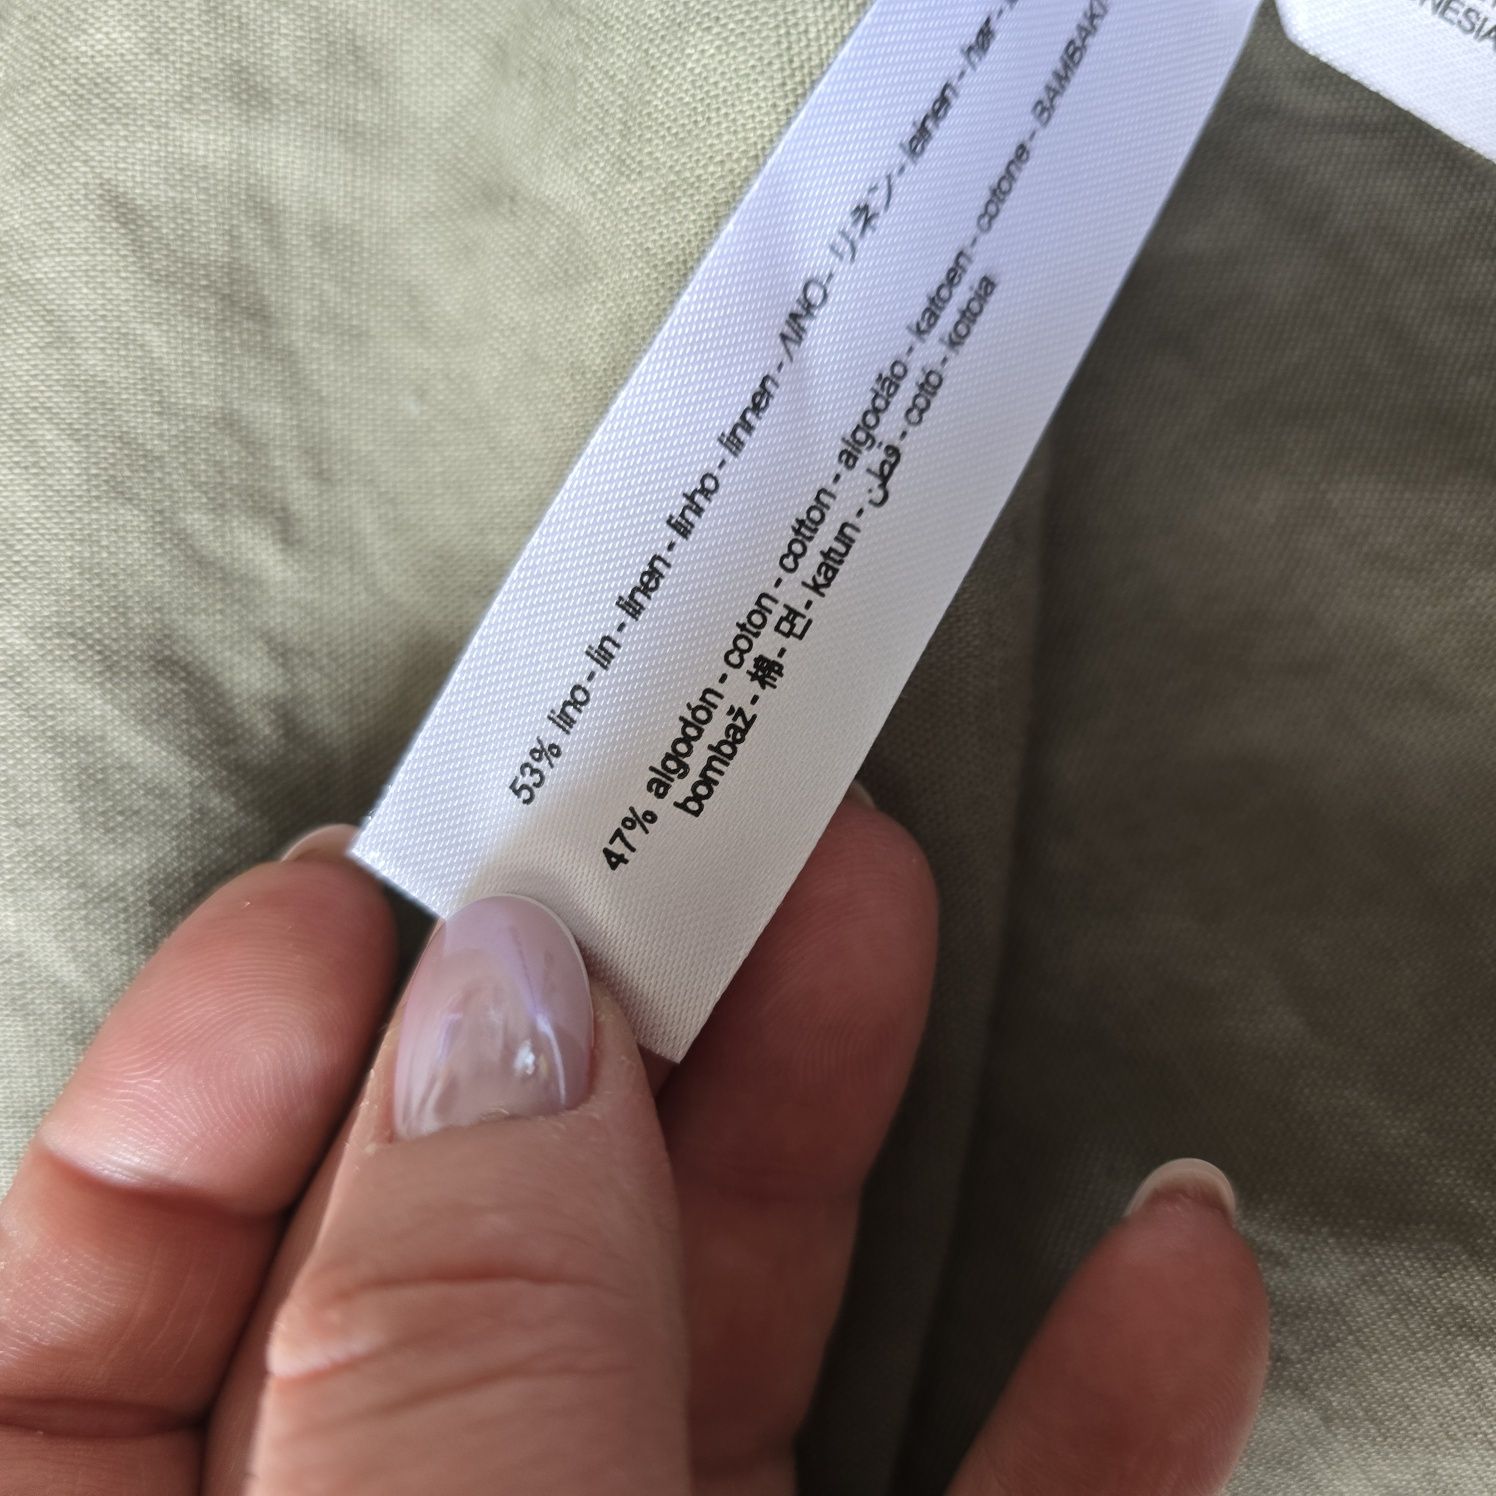 53% lino - lin - linen - linho - linnen - ΛΙΝΟ - リネン - leinen - hør -
47% algodón - coton - cotton - algodão - katoen - cotone - ΒΑΜΒΑΚΙ
bombaž - 棉 - 면 - katun - قطن - cotó - kotoia
NESIA